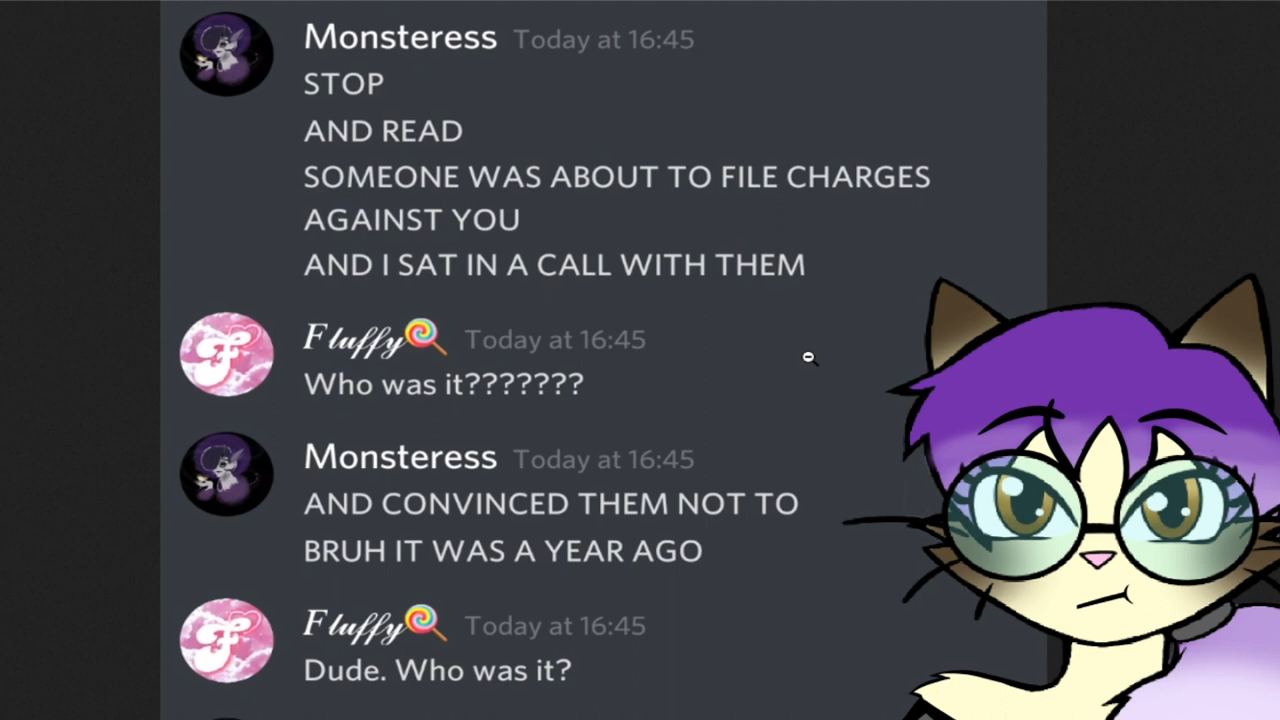 Monsteress Today at 16:45
STOP
AND READ
SOMEONE WAS ABOUT TO FILE CHARGES
AGAINST YOU
AND I SAT IN A CALL WITH THEM
Fluffy🍭 Today at 16:45
Who was it???????
Monsteress Today at 16:45
AND CONVINCED THEM NOT TO
BRUH IT WAS A YEAR AGO
Fluffy🍭 Today at 16:45
Dude. Who was it?